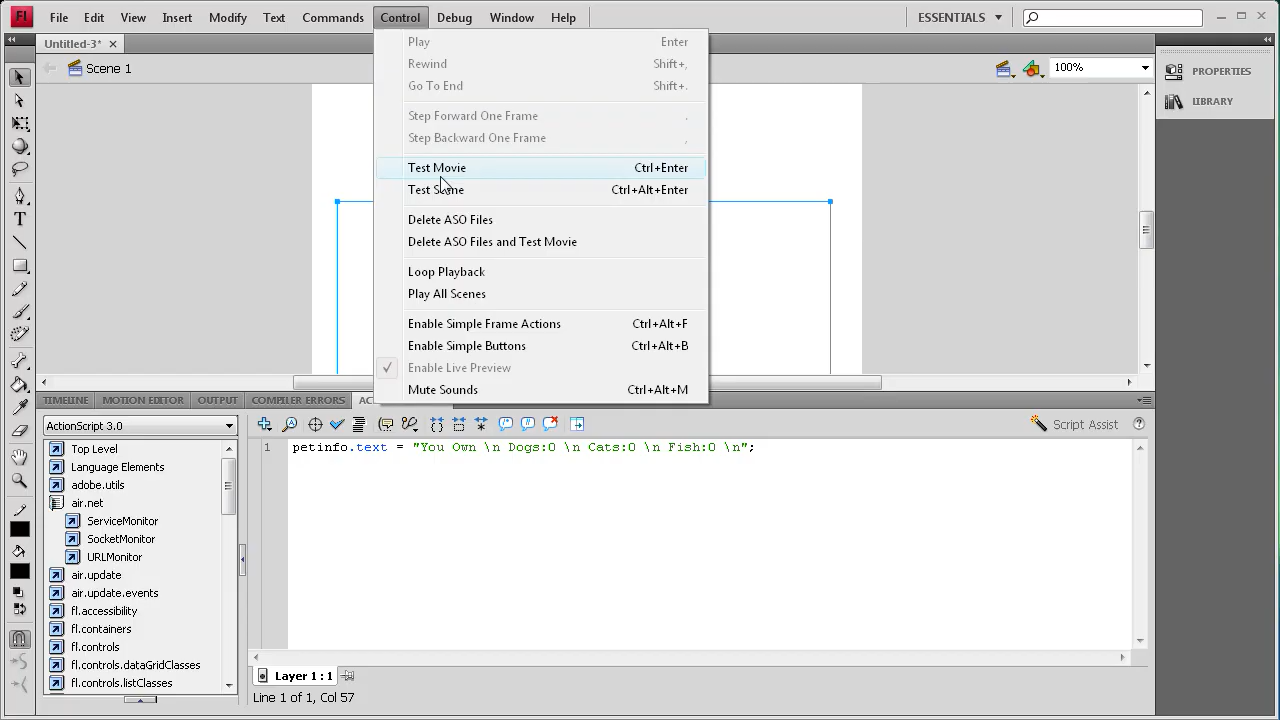 Fl File Edit View Insert Modify Text Commands Control Debug Window Help ESSENTIALS
Untitled-3*
Scene 1 100%
PROPERTIES
LIBRARY
Play Enter
Rewind Shift+,
Go To End Shift+.
Step Forward One Frame .
Step Backward One Frame ,
Test Movie Ctrl+Enter
Test Scene Ctrl+Alt+Enter
Delete ASO Files
Delete ASO Files and Test Movie
Loop Playback
Play All Scenes
Enable Simple Frame Actions Ctrl+Alt+F
Enable Simple Buttons Ctrl+Alt+B
Enable Live Preview
Mute Sounds Ctrl+Alt+M
TIMELINE MOTION EDITOR OUTPUT COMPILER ERRORS
ActionScript 3.0 Script Assist
Top Level
Language Elements
adobe.utils
air.net
ServiceMonitor
SocketMonitor
URLMonitor
air.update
air.update.events
fl.accessibility
fl.containers
fl.controls
fl.controls.dataGridClasses
fl.controls.listClasses
1 petinfo.text = "You Own \n Dogs:0 \n Cats:0 \n Fish:0 \n";
Layer 1 : 1
Line 1 of 1, Col 57